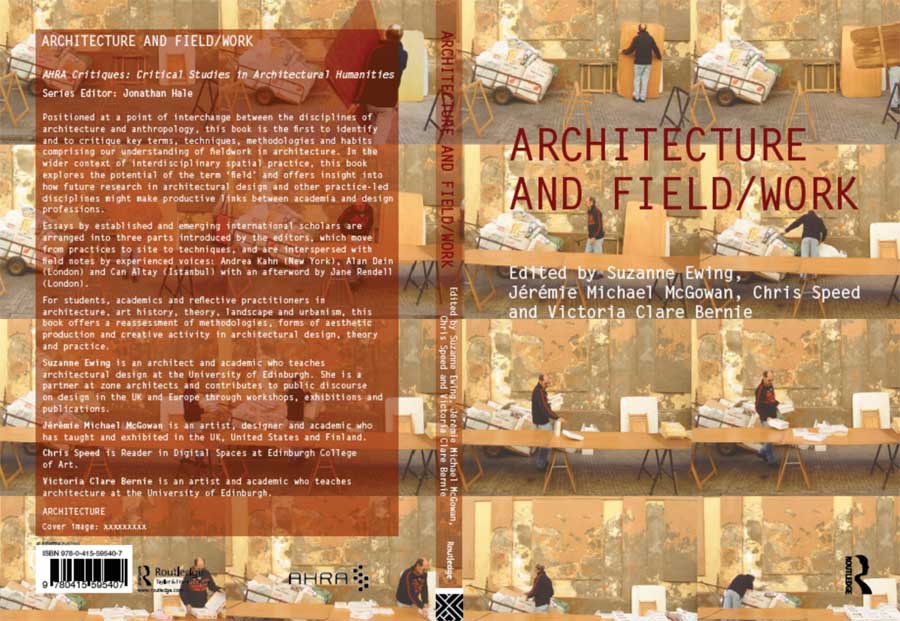 ARCHITECTURE AND FIELD/WORK
AHRA Critiques: Critical Studies in Architectural Humanities
Series Editor: Jonathan Hale
Positioned at a point of interchange between the disciplines of
architecture and anthropology, this book is the first to identify
and to critique key terms, techniques, methodologies and habits
comprising our understanding of fieldwork in architecture. In the
wider context of interdisciplinary spatial practice, this book
explores the potential of the term 'field' and offers insight into
how future research in architectural design and other practice-led
disciplines might make productive links between academia and design
professions.
Essays by established and emerging international scholars are
arranged into three parts introduced by the editors, which move
from practices to site to techniques, and are interspersed with
field notes by experienced voices: Andrea Kahn (New York), Alan Dein
(London) and Can Altay (Istanbul) with an afterword by Jane Rendell
(London).
For students, academics and reflective practitioners in
architecture, art history, theory, landscape and urbanism, this
book offers a reassessment of methodologies, forms of aesthetic
production and creative activity in architectural design, theory
and practice.
Suzanne Ewing is an architect and academic who teaches
architectural design at the University of Edinburgh. She is a
partner at zone architects and contributes to public discourse
on design in the UK and Europe through workshops, exhibitions and
publications.
Jérémie Michael McGowan is an artist, designer and academic who
has taught and exhibited in the UK, United States and Finland.
Chris Speed is Reader in Digital Spaces at Edinburgh College
of Art.
Victoria Clare Bernie is an artist and academic who teaches
architecture at the University of Edinburgh.
ARCHITECTURE
Cover image: xxxxxxxxx
ISBN 978-0-415-59540-7
9 780415 595407
Routledge
Taylor & Francis Group
www.routledge.com
AHRA
ARCHITECTURE AND FIELD/WORK
Edited by Suzanne Ewing, Jérémie Michael McGowan,
Chris Speed and Victoria Clare Bernie
Routledge
ARCHITECTURE
AND FIELD/WORK
Edited by Suzanne Ewing,
Jérémie Michael McGowan, Chris Speed
and Victoria Clare Bernie
ROUTLEDGE